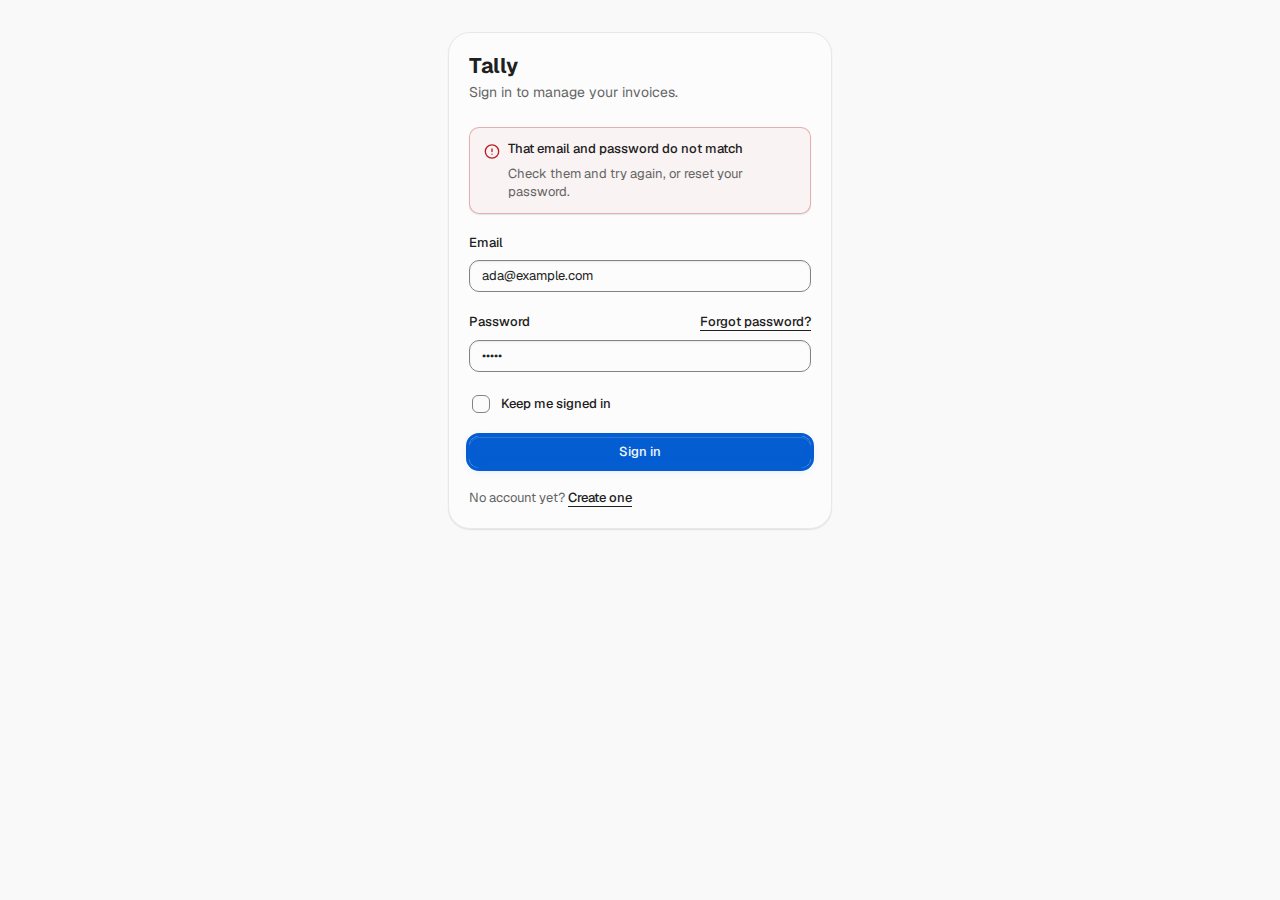 Tally
Sign in to manage your invoices.
That email and password do not match
Check them and try again, or reset your
password.
Email
ada@example.com
Password Forgot password?
•••••
Keep me signed in
Sign in
No account yet? Create one